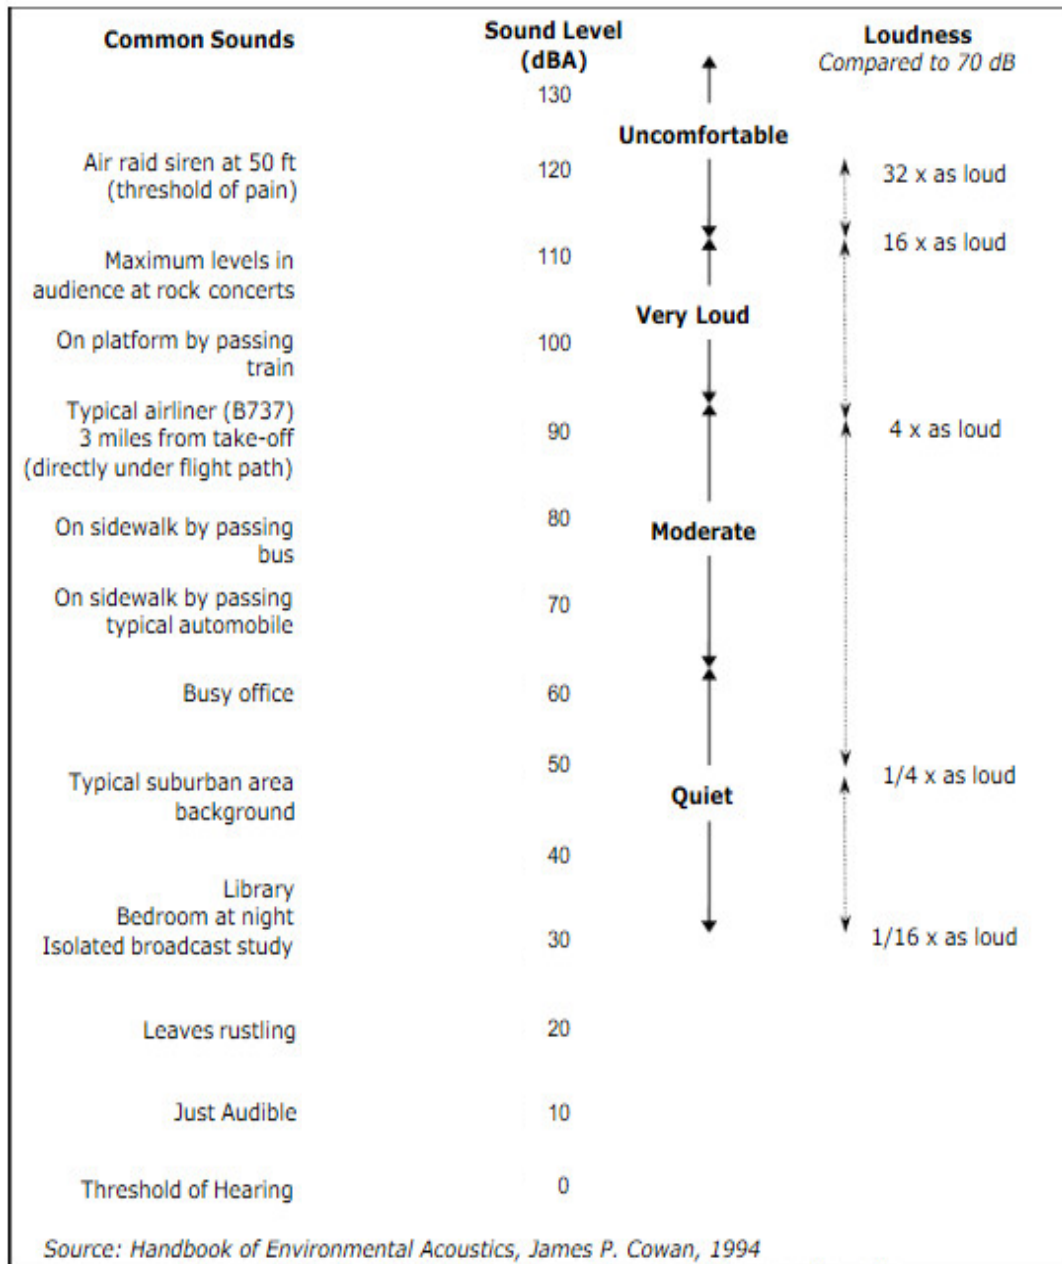 Common Sounds
Sound Level
(dBA)
Loudness
Compared to 70 dB
130
Uncomfortable
Air raid siren at 50 ft
(threshold of pain)
120
32 x as loud
16 x as loud
Maximum levels in
audience at rock concerts
110
Very Loud
On platform by passing
train
100
Typical airliner (B737)
3 miles from take-off
(directly under flight path)
90
4 x as loud
On sidewalk by passing
bus
80
Moderate
On sidewalk by passing
typical automobile
70
Busy office
60
50
Typical suburban area
background
1/4 x as loud
Quiet
40
Library
Bedroom at night
Isolated broadcast study
30
1/16 x as loud
Leaves rustling
20
Just Audible
10
Threshold of Hearing
0
Source: Handbook of Environmental Acoustics, James P. Cowan, 1994